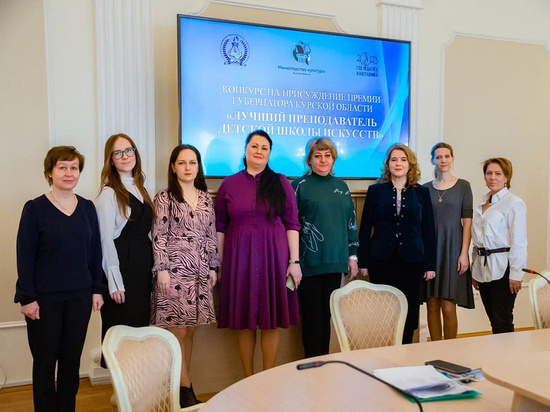 Министерство культуры
КОНКУРС НА ПРИСУЖДЕНИЕ ПРЕМИИ
ГУБЕРНАТОРА КУРСКОЙ ОБЛАСТИ
«ЛУЧШИЙ ПРЕПОДАВАТЕЛЬ
ДЕТСКОЙ ШКОЛЫ ИСКУССТВ»